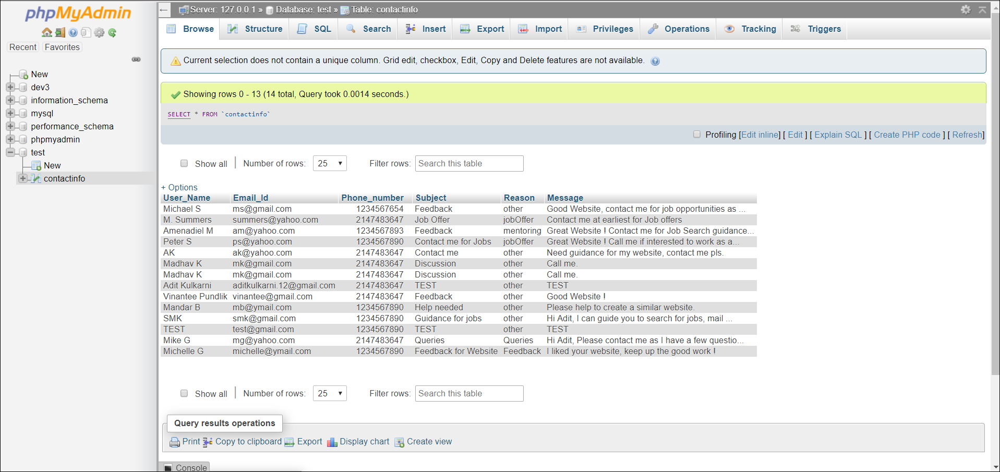 phpMyAdmin
Recent Favorites
New
dev3
information_schema
mysql
performance_schema
phpmyadmin
test
New
contactinfo
Server: 127.0.0.1 » Database: test » Table: contactinfo
Browse Structure SQL Search Insert Export Import Privileges Operations Tracking Triggers
Current selection does not contain a unique column. Grid edit, checkbox, Edit, Copy and Delete features are not available.
Showing rows 0 - 13 (14 total, Query took 0.0014 seconds.)
SELECT * FROM `contactinfo`
Profiling [Edit inline] [ Edit ] [ Explain SQL ] [ Create PHP code ] [ Refresh]
Show all | Number of rows: 25 Filter rows: Search this table
+ Options
User_Name Email_Id Phone_number Subject Reason Message
Michael S ms@gmail.com 1234567654 Feedback other Good Website, contact me for job opportunities as ...
M. Summers summers@yahoo.com 2147483647 Job Offer jobOffer Contact me at earliest for Job offers
Amenadiel M am@yahoo.com 1234567893 Feedback mentoring Great Website ! Contact me for Job Search guidance...
Peter S ps@yahoo.com 1234567890 Contact me for Jobs jobOffer Great Website ! Call me if interested to work as a...
AK ak@yahoo.com 2147483647 Contact me other Need guidance for my website, contact me pls.
Madhav K mk@gmail.com 2147483647 Discussion other Call me.
Madhav K mk@gmail.com 2147483647 Discussion other Call me.
Adit Kulkarni aditkulkarni.12@gmail.com 2147483647 TEST other TEST
Vinantee Pundlik vinantee@gmail.com 2147483647 Feedback other Good Website !
Mandar B mb@ymail.com 1234567890 Help needed other Please help to create a similar website.
SMK smk@gmail.com 1234567890 Guidance for jobs other Hi Adit, I can guide you to search for jobs, mail ...
TEST test@gmail.com 1234567890 TEST other TEST
Mike G mg@yahoo.com 2147483647 Queries Queries Hi Adit, Please contact me as I have a few questio...
Michelle G michelle@ymail.com 1234567890 Feedback for Website Feedback I liked your website, keep up the good work !
Show all | Number of rows: 25 Filter rows: Search this table
Query results operations
Print Copy to clipboard Export Display chart Create view
Console